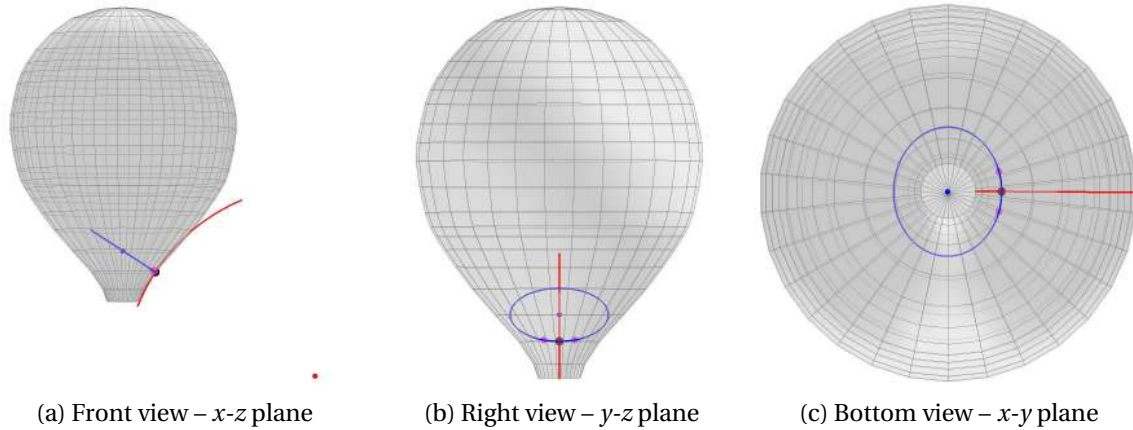 (a) Front view – x-z plane
(b) Right view – y-z plane
(c) Bottom view – x-y plane